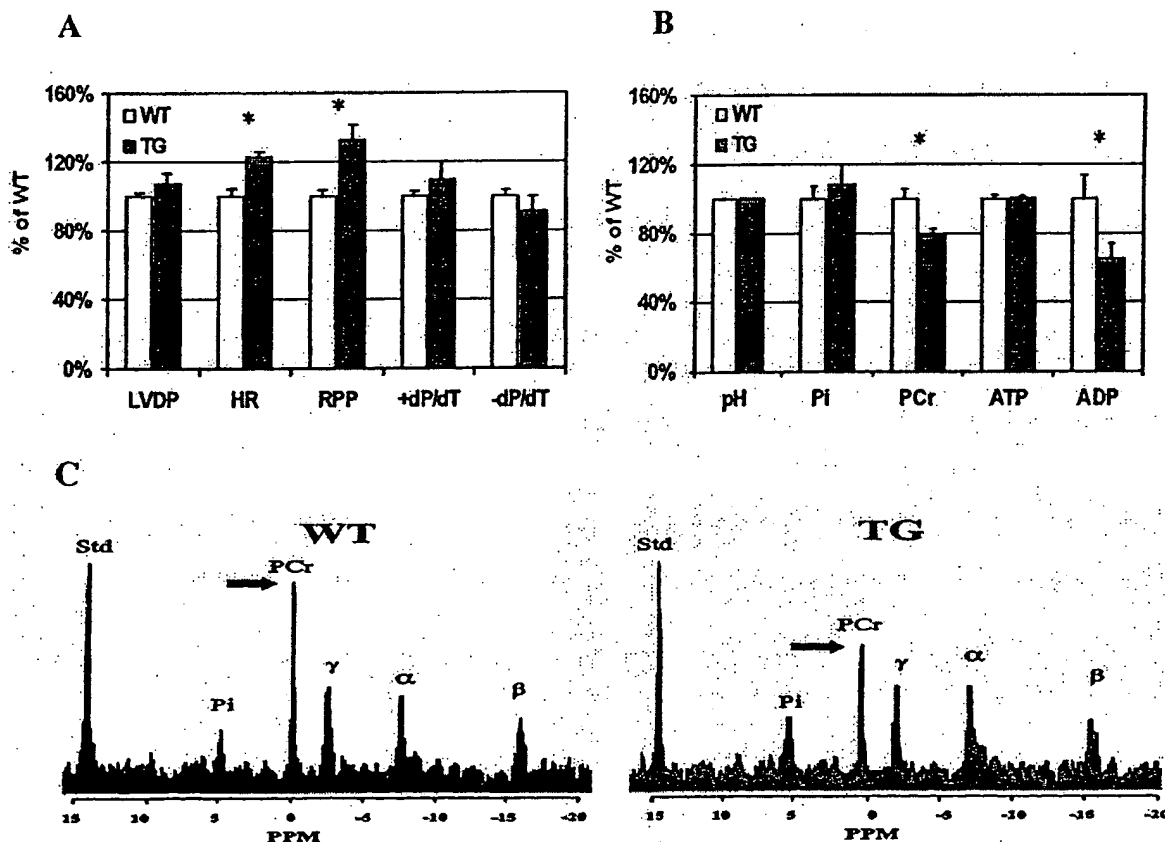 A
% of WT
160%
120%
80%
40%
0%
WT
TG
*
*
LVDP HR RPP +dP/dT -dP/dT
B
% of WT
160%
120%
80%
40%
0%
WT
TG
*
*
pH Pi PCr ATP ADP
C
WT
Std
PCr
Pi
γ
α
β
15 10 5 0 -5 -10 -15 -20
PPM
TG
Std
PCr
Pi
γ
α
β
15 10 5 0 -5 -10 -15 -20
PPM